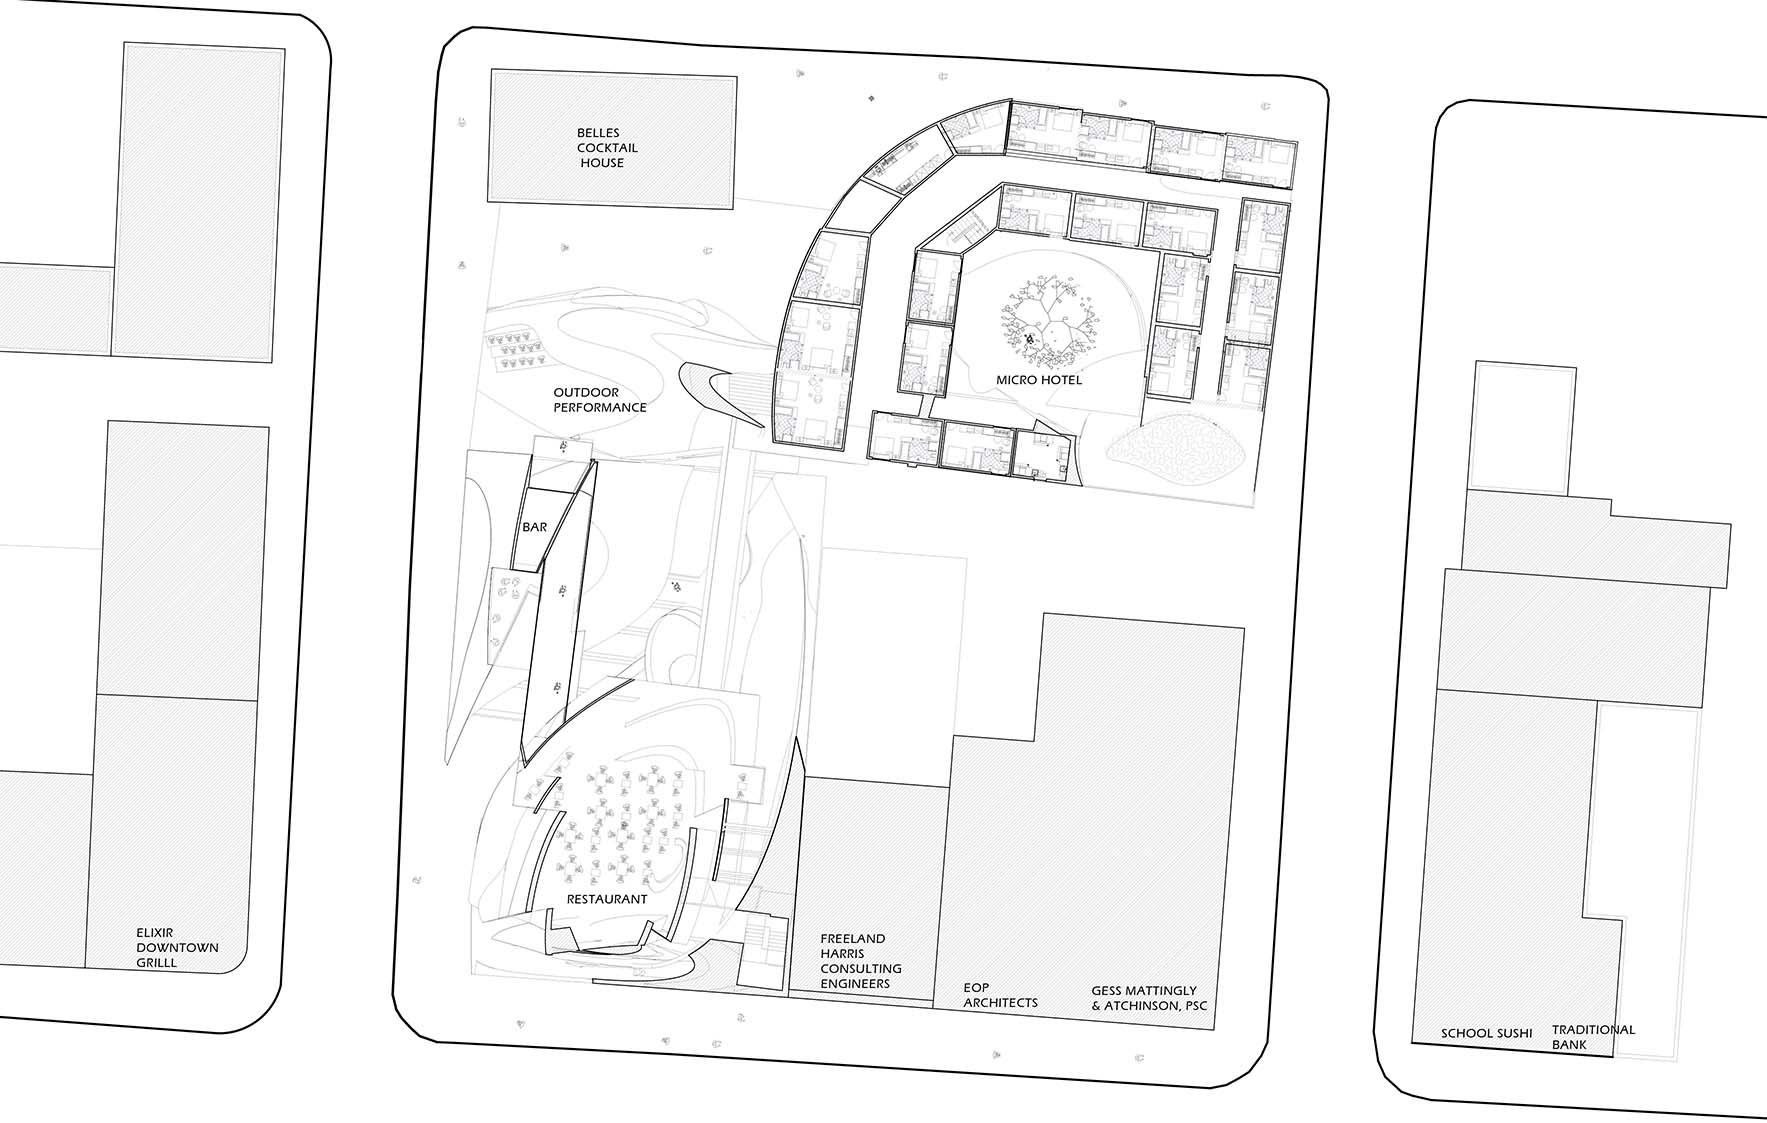 BELLES
COCKTAIL
HOUSE
MICRO HOTEL
OUTDOOR
PERFORMANCE
BAR
RESTAURANT
ELIXIR
DOWNTOWN
GRILLL
FREELAND
HARRIS
CONSULTING
ENGINEERS
EOP
ARCHITECTS
GESS MATTINGLY
& ATCHINSON, PSC
SCHOOL SUSHI
TRADITIONAL
BANK